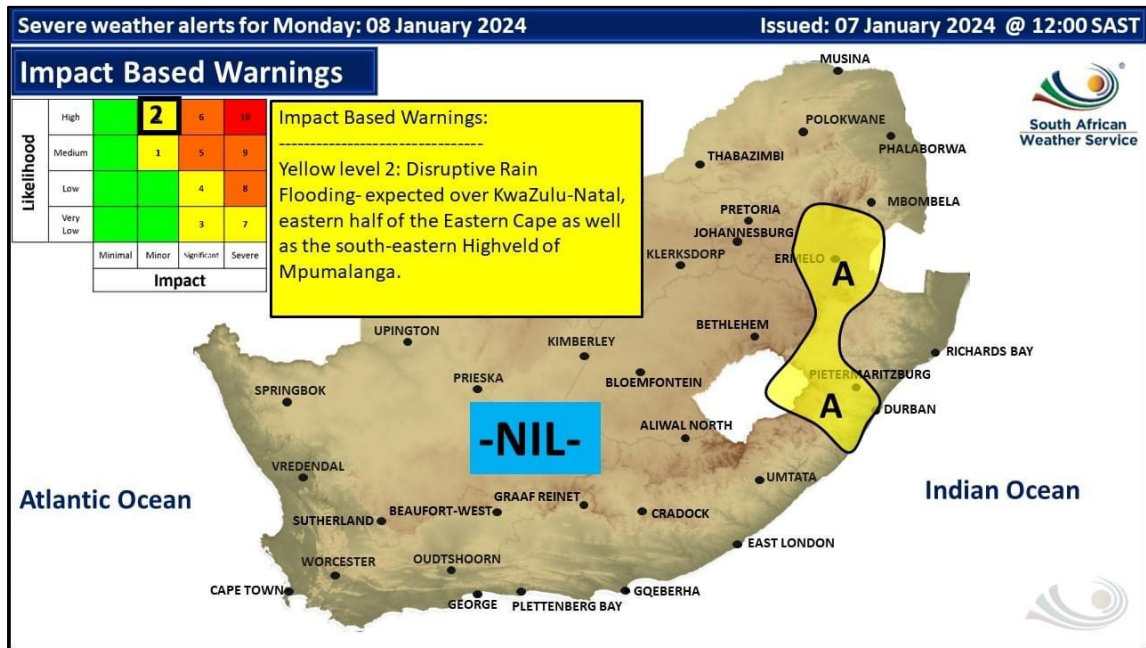 Severe weather alerts for Monday: 08 January 2024
Issued: 07 January 2024 @ 12:00 SAST
Impact Based Warnings
Likelihood
High
2
6
10
Medium
1
5
9
Low
4
8
Very
Low
3
7
Minimal
Minor
Significant
Severe
Impact
Impact Based Warnings:
--------------------------------
Yellow level 2: Disruptive Rain
Flooding- expected over KwaZulu-Natal,
eastern half of the Eastern Cape as well
as the south-eastern Highveld of
Mpumalanga.
®
South African
Weather Service
MUSINA
POLOKWANE
PHALABORWA
THABAZIMBI
MBOMBELA
PRETORIA
JOHANNESBURG
KLERKSDORP
ERMELO
A
BETHLEHEM
UPINGTON
KIMBERLEY
RICHARDS BAY
BLOEMFONTEIN
PIETERMARITZBURG
PRIESKA
SPRINGBOK
A
DURBAN
-NIL-
ALIWAL NORTH
VREDENDAL
UMTATA
Atlantic Ocean
Indian Ocean
GRAAF REINET
BEAUFORT-WEST
CRADOCK
SUTHERLAND
EAST LONDON
WORCESTER
OUDTSHOORN
CAPE TOWN
GEORGE
PLETTENBERG BAY
GQEBERHA